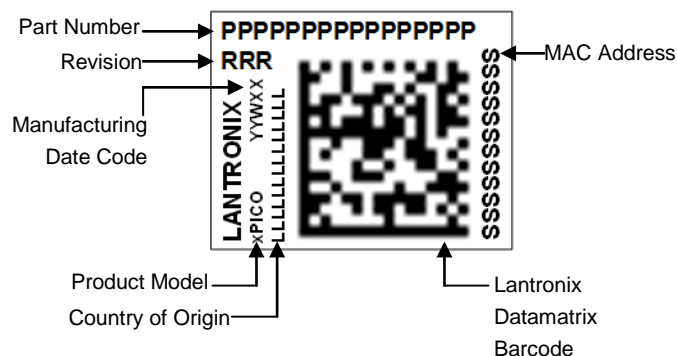 Part Number
PPPPPPPPPPPPPPPP
Revision
RRR
MAC Address
SSSSSSSSSSSS
Manufacturing
Date Code
LANTRONIX
xPICO YYWXX
LLLLLLLLLLLL
Product Model
Country of Origin
Lantronix
Datamatrix
Barcode